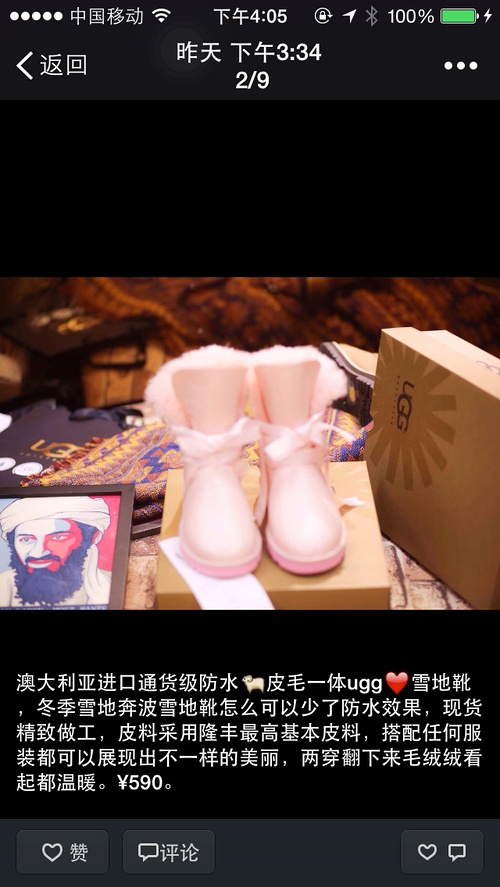 中国移动
下午4:05
100%
返回
昨天 下午3:34
2/9
UGG
UGG
澳大利亚进口通货级防水🐑皮毛一体ugg❤️雪地靴
，冬季雪地奔波雪地靴怎么可以少了防水效果，现货
精致做工，皮料采用隆丰最高基本皮料，搭配任何服
装都可以展现出不一样的美丽，两穿翻下来毛绒绒看
起都温暖。¥590。
赞
评论